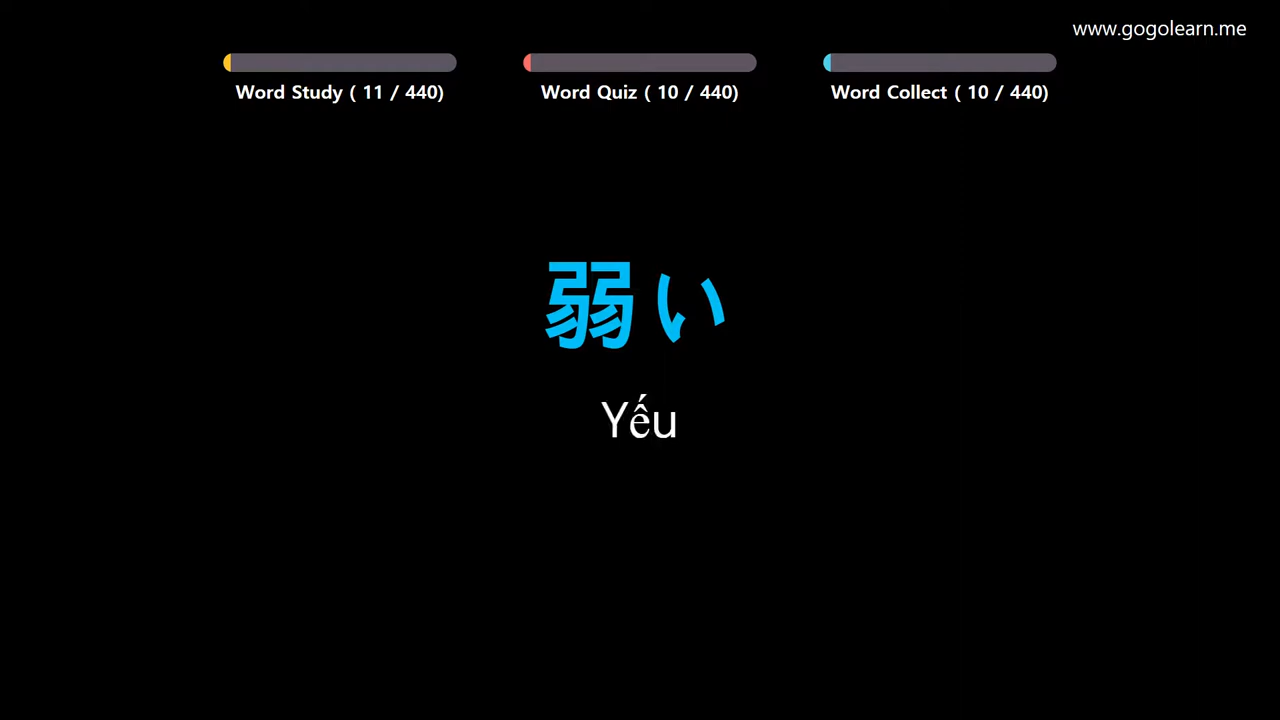 www.gogolearn.me
Word Study ( 11 / 440)
Word Quiz ( 10 / 440)
Word Collect ( 10 / 440)
弱い
Yếu